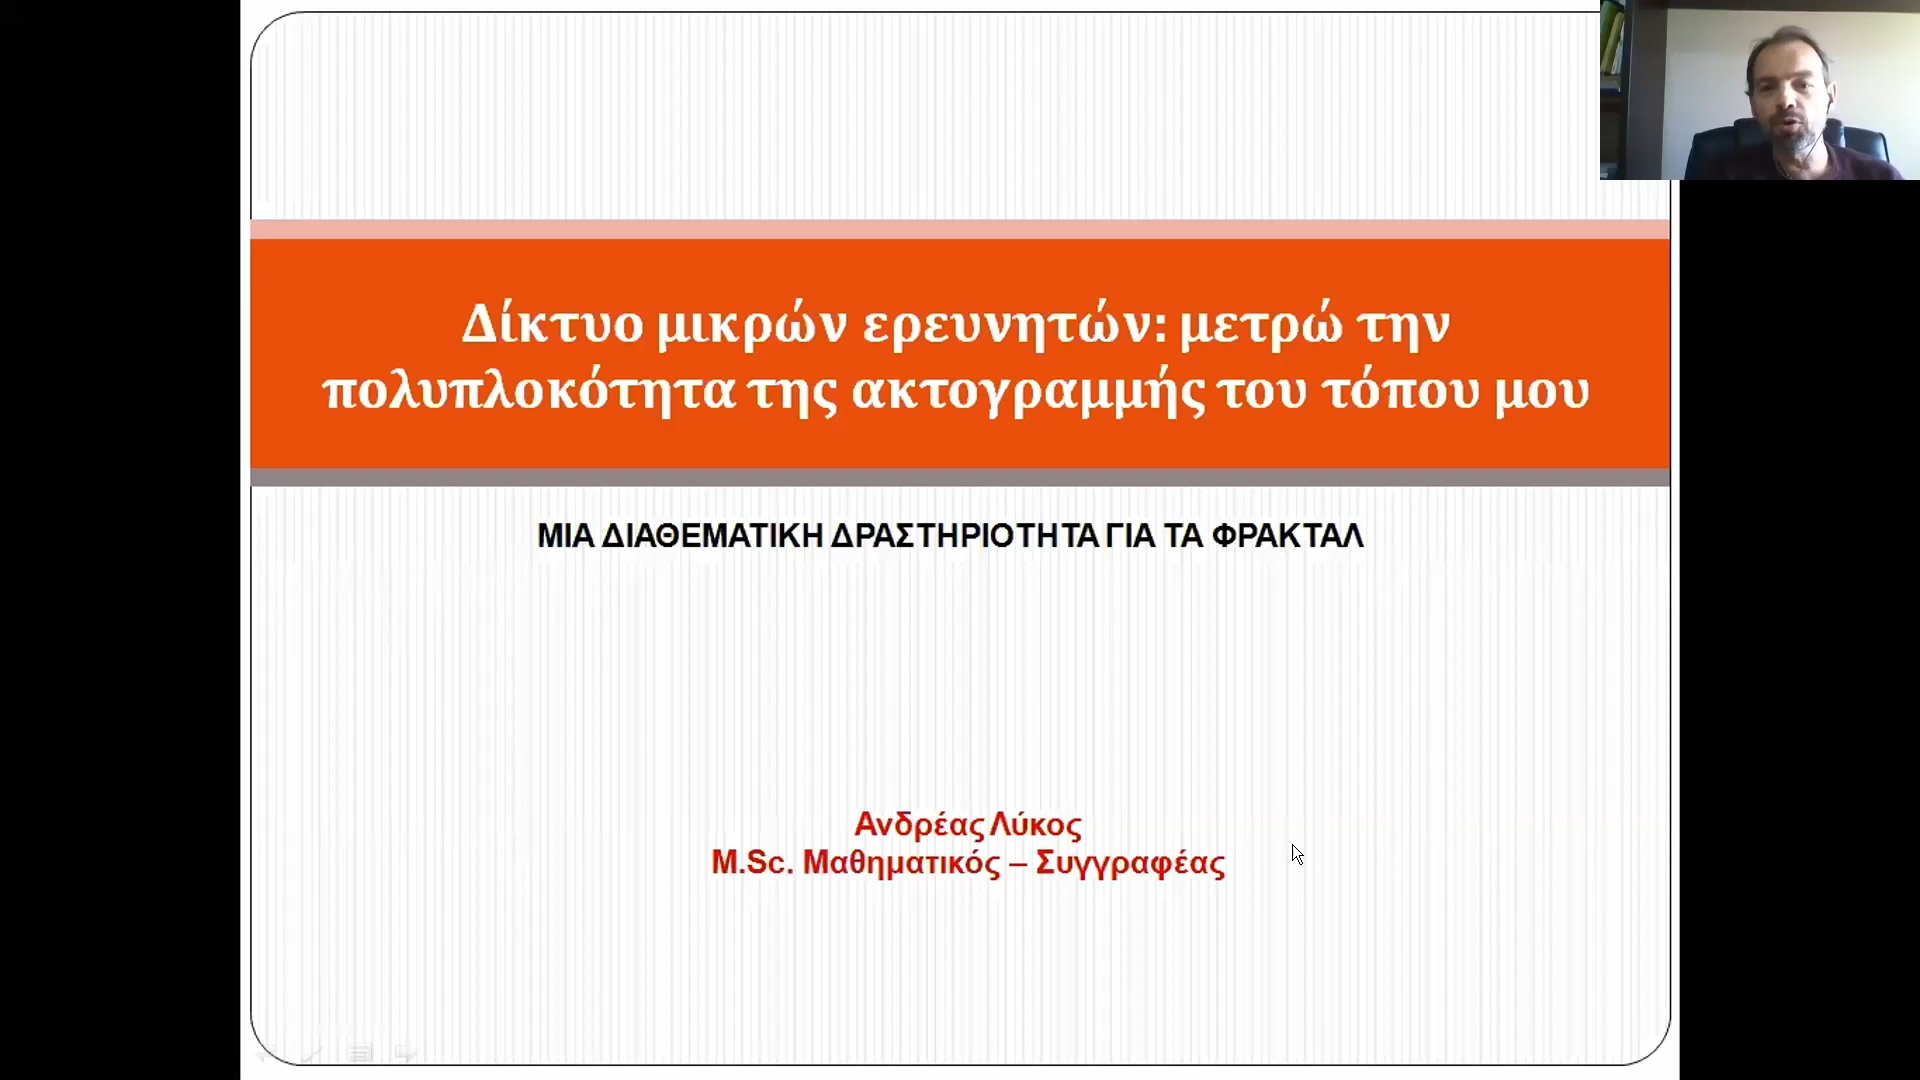 Δίκτυο μικρών ερευνητών: μετρώ την
πολυπλοκότητα της ακτογραμμής του τόπου μου
ΜΙΑ ΔΙΑΘΕΜΑΤΙΚΗ ΔΡΑΣΤΗΡΙΟΤΗΤΑ ΓΙΑ ΤΑ ΦΡΑΚΤΑΛ
Ανδρέας Λύκος
M.Sc. Μαθηματικός – Συγγραφέας